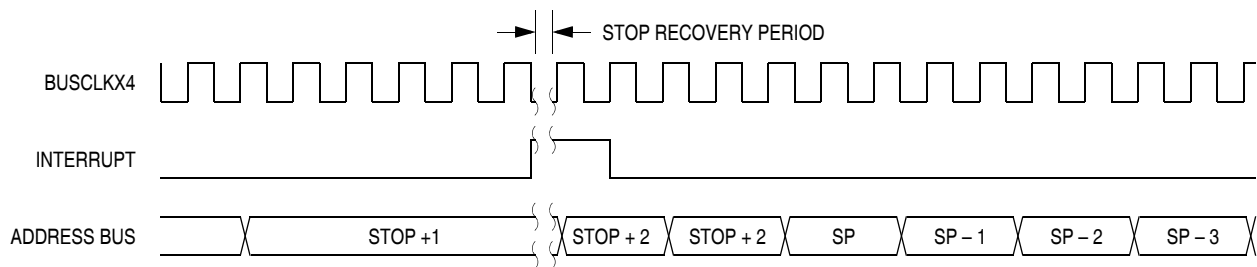 STOP RECOVERY PERIOD
BUSCLKX4
INTERRUPT
ADDRESS BUS STOP +1 STOP + 2 STOP + 2 SP SP – 1 SP – 2 SP – 3